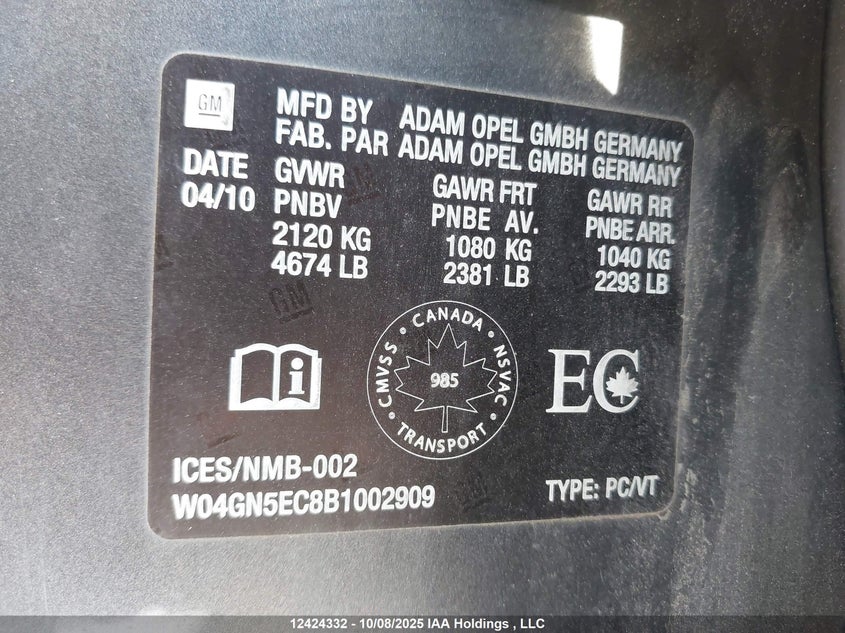 GM
MFD BY ADAM OPEL GMBH GERMANY
FAB. PAR ADAM OPEL GMBH GERMANY
DATE GVWR GAWR FRT GAWR RR
04/10 PNBV PNBE AV. PNBE ARR.
2120 KG 1080 KG 1040 KG
4674 LB 2381 LB 2293 LB
GM
i
CANADA
CMVSS 985 NSVAC
TRANSPORT
EC
ICES/NMB-002
W04GN5EC8B1002909 TYPE: PC/VT
12424332 - 10/08/2025 IAA Holdings , LLC